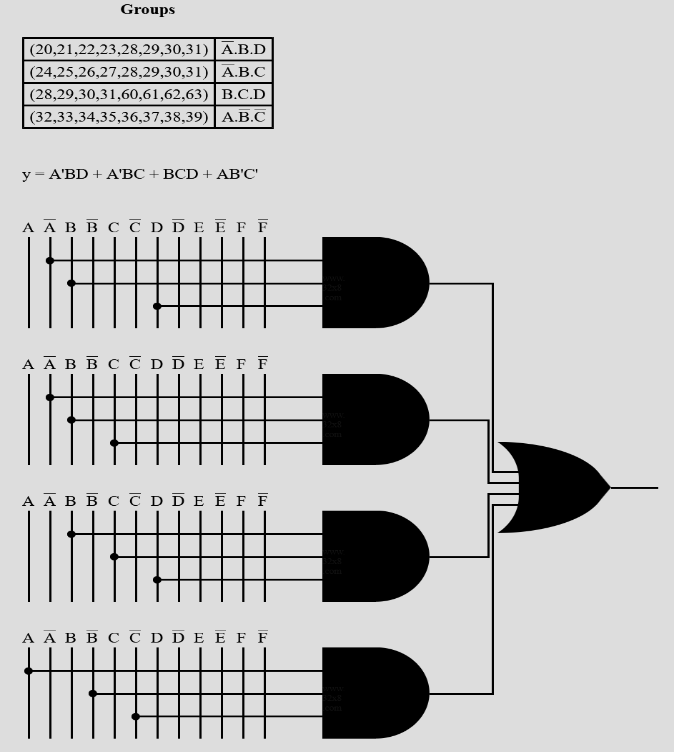 Groups
(20,21,22,23,28,29,30,31) A̅.B.D
(24,25,26,27,28,29,30,31) A̅.B.C
(28,29,30,31,60,61,62,63) B.C.D
(32,33,34,35,36,37,38,39) A.B̅.C̅
y = A'BD + A'BC + BCD + AB'C'
A A̅ B B̅ C C̅ D D̅ E E̅ F F̅
A A̅ B B̅ C C̅ D D̅ E E̅ F F̅
A A̅ B B̅ C C̅ D D̅ E E̅ F F̅
A A̅ B B̅ C C̅ D D̅ E E̅ F F̅